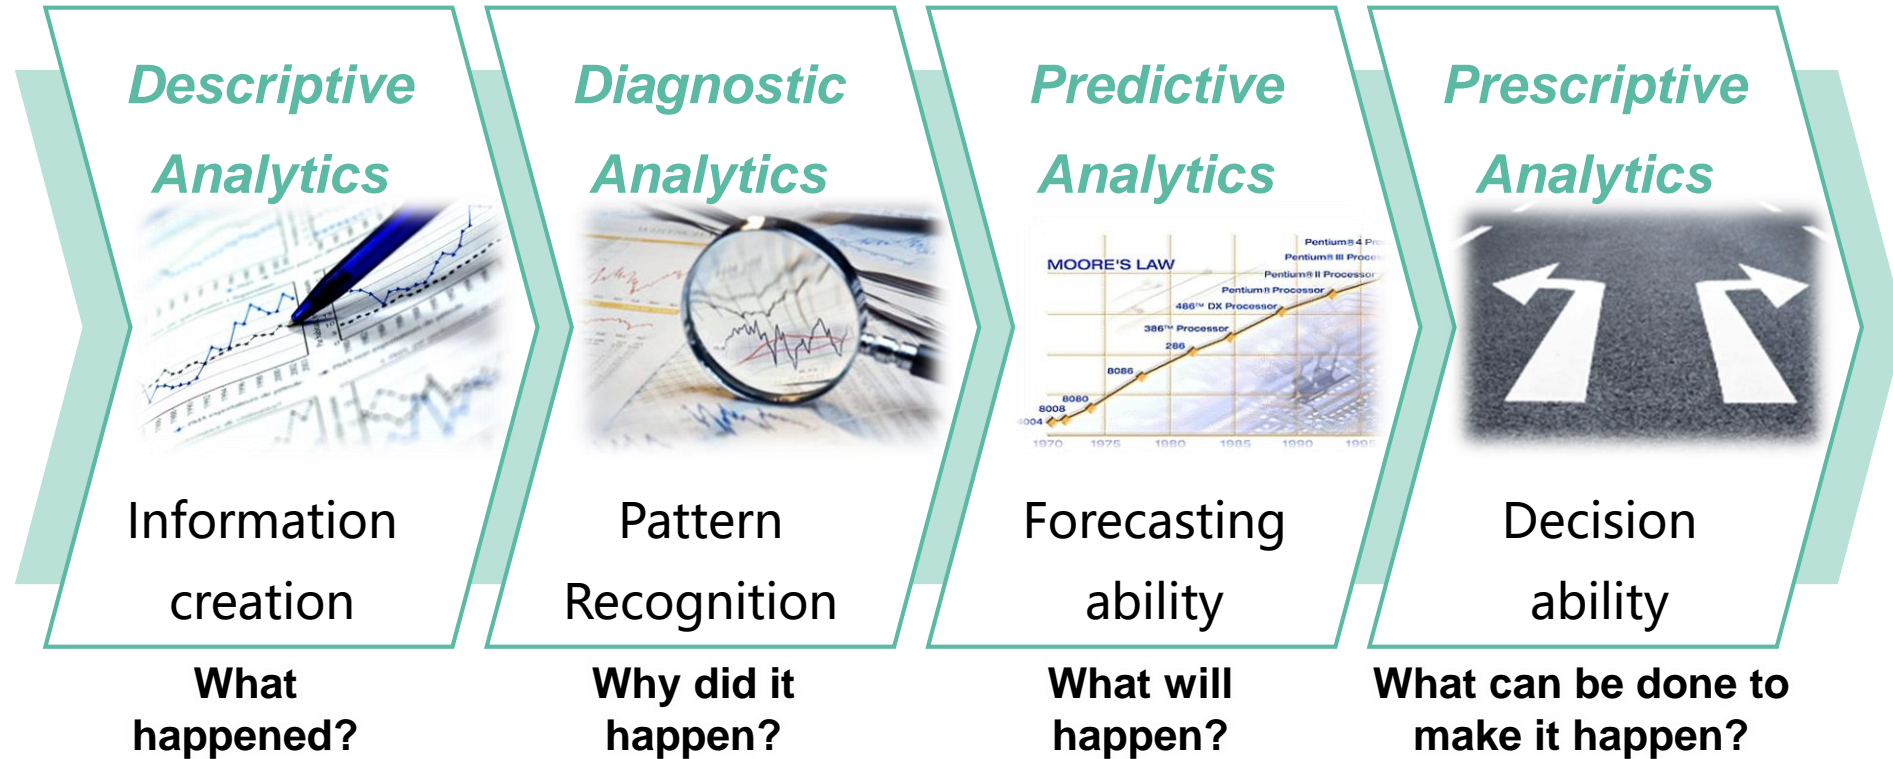 Descriptive
Analytics
Information
creation
What
happened?
Diagnostic
Analytics
Pattern
Recognition
Why did it
happen?
Predictive
Analytics
MOORE'S LAW
Pentium® 4 Pro
Pentium® III Proce
Pentium® II Processor
Pentium® Processor
486™ DX Processor
386™ Processor
286
8086
8080
8008
4004
1970 1975 1980 1985 1990 1995
Forecasting
ability
What will
happen?
Prescriptive
Analytics
Decision
ability
What can be done to
make it happen?